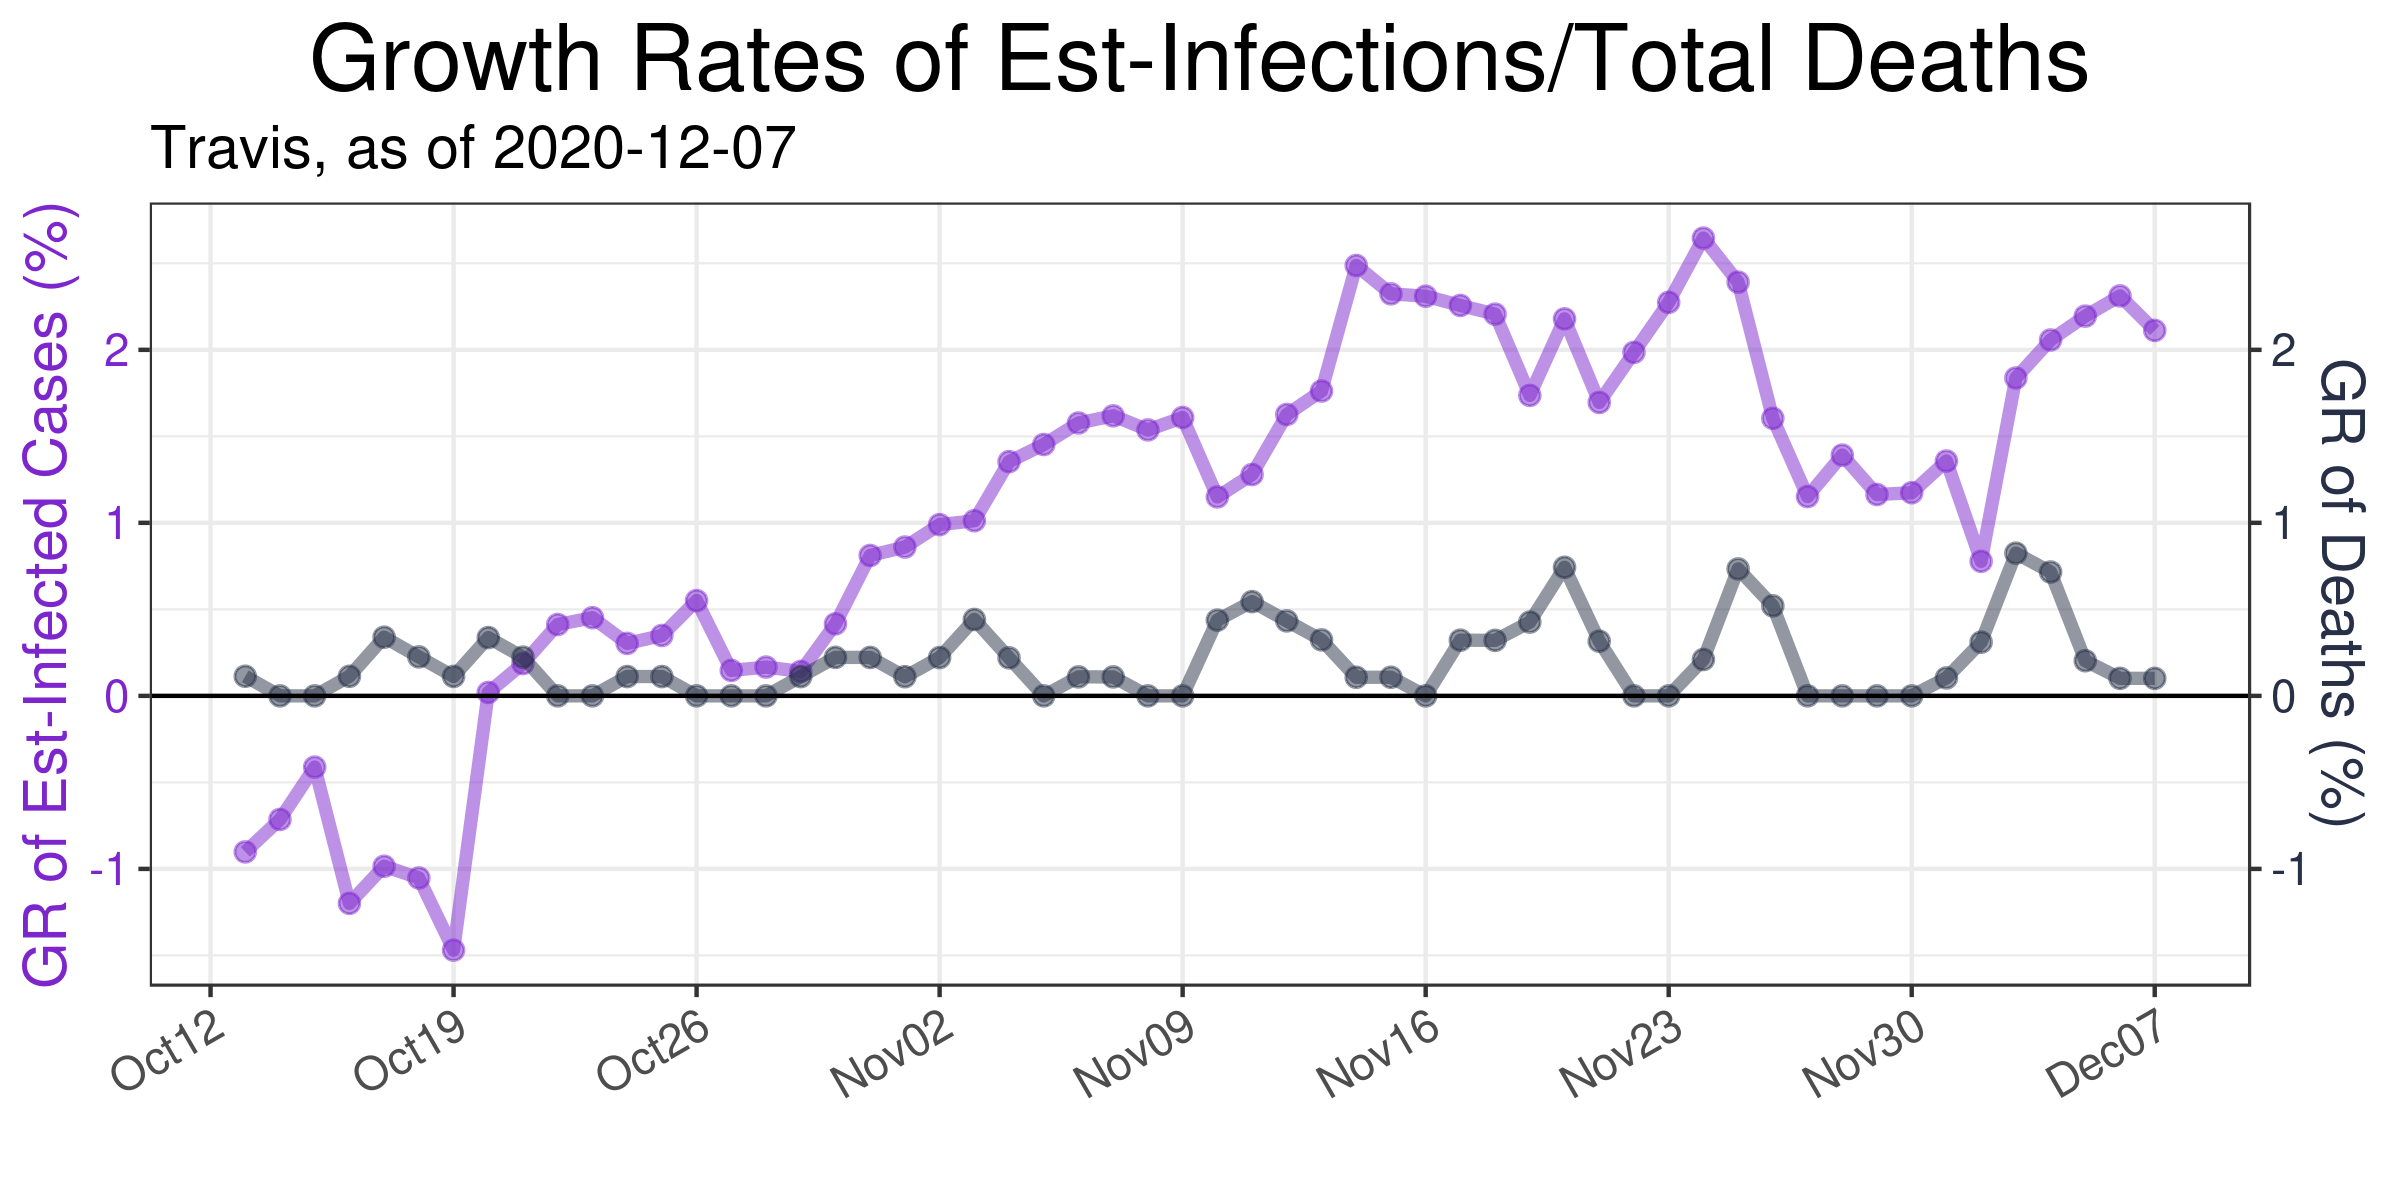 Growth Rates of Est-Infections/Total Deaths
Travis, as of 2020-12-07
GR of Est-Infected Cases (%)
2
1
0
-1
2
1
0
-1
GR of Deaths (%)
Oct12
Oct19
Oct26
Nov02
Nov09
Nov16
Nov23
Nov30
Dec07